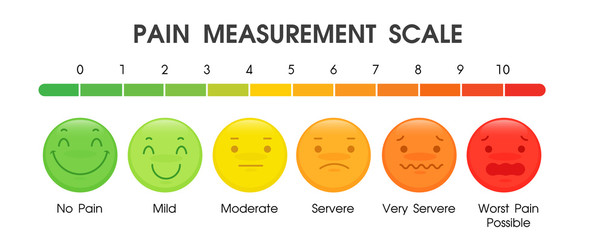 PAIN MEASUREMENT SCALE
0 1 2 3 4 5 6 7 8 9 10
No Pain Mild Moderate Servere Very Servere Worst Pain
Possible